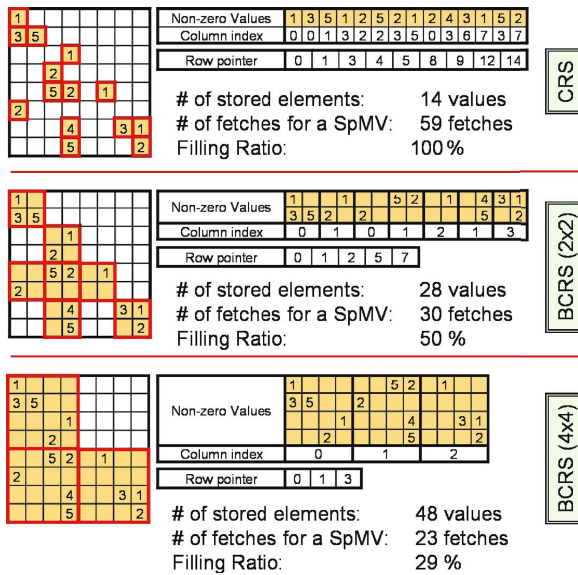 1
3 5
1
2
5 2 1
2
4 3 1
5 2
Non-zero Values 1 3 5 1 2 5 2 1 2 4 3 1 5 2
Column index 0 0 1 3 2 2 3 5 0 3 6 7 3 7
Row pointer 0 1 3 4 5 8 9 12 14
# of stored elements: 14 values
# of fetches for a SpMV: 59 fetches
Filling Ratio: 100 %
CRS
1
3 5
1
2
5 2 1
2
4 3 1
5 2
Non-zero Values
1 1 5 2 1 4 3 1
3 5 2 2 5 2
Column index 0 1 0 1 2 1 3
Row pointer 0 1 2 5 7
# of stored elements: 28 values
# of fetches for a SpMV: 30 fetches
Filling Ratio: 50 %
BCRS (2x2)
1
3 5
1
2
5 2 1
2
4 3 1
5 2
Non-zero Values
1 5 2 1
3 5 2
1 4 3 1
2 5 2
Column index 0 1 2
Row pointer 0 1 3
# of stored elements: 48 values
# of fetches for a SpMV: 23 fetches
Filling Ratio: 29 %
BCRS (4x4)